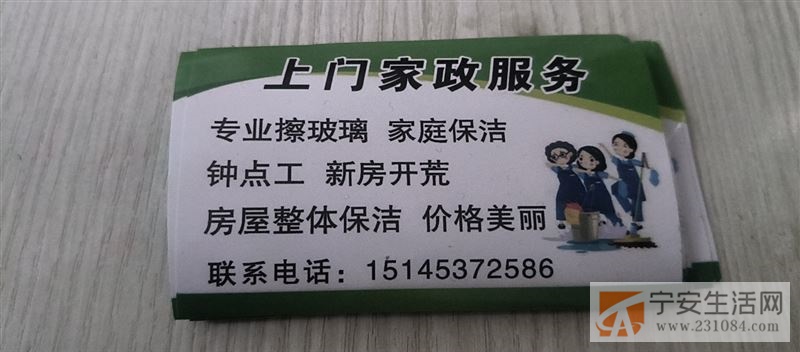 上门家政服务
专业擦玻璃 家庭保洁
钟点工 新房开荒
房屋整体保洁 价格美丽
联系电话：15145372586
宁安生活网
www.231084.com